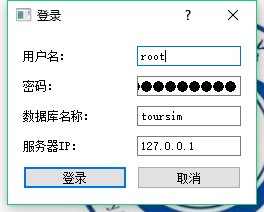 登录
用户名： root
密码： ●●●●●●●●●
数据库名称： toursim
服务器IP： 127.0.0.1
登录 取消